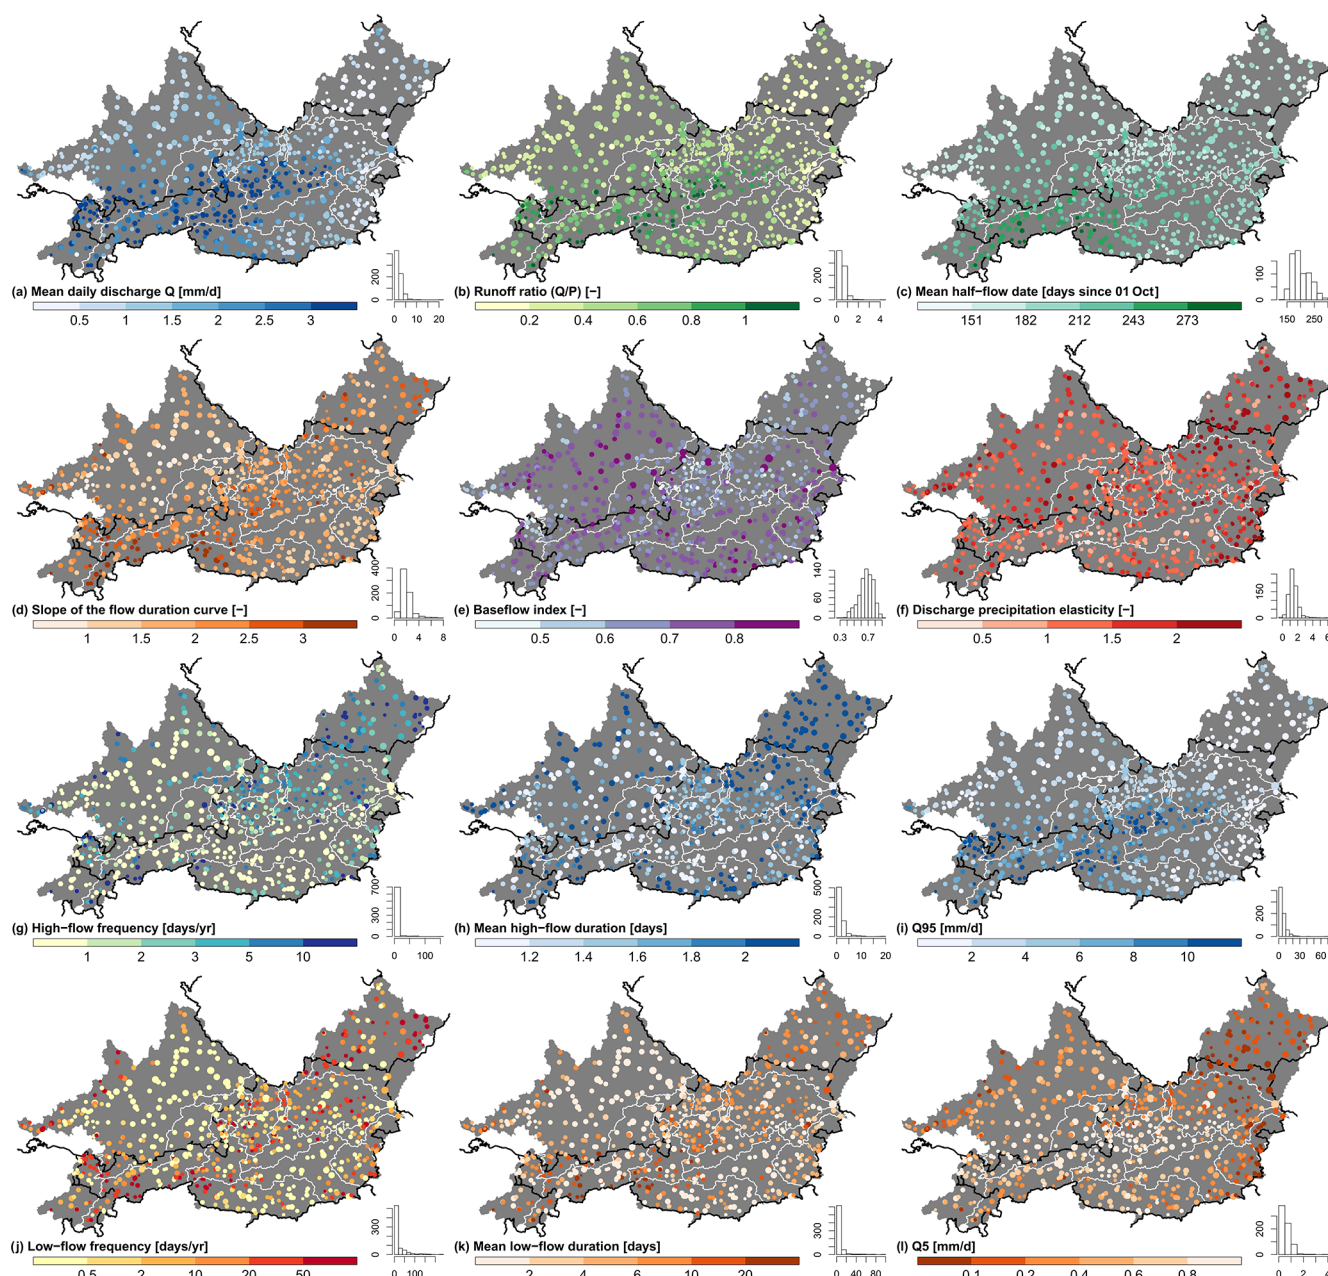 (a) Mean daily discharge Q [mm/d]
0.5 1 1.5 2 2.5 3
0 200
0 10 20
(b) Runoff ratio (Q/P) [−]
0.2 0.4 0.6 0.8 1
0 200
0 2 4
(c) Mean half−flow date [days since 01 Oct]
151 182 212 243 273
0 100
150 250
(d) Slope of the flow duration curve [−]
1 1.5 2 2.5 3
0 200 400
0 4 8
(e) Baseflow index [−]
0.5 0.6 0.7 0.8
0 60 140
0.3 0.7
(f) Discharge precipitation elasticity [−]
0.5 1 1.5 2
0 150
0 2 4 6
(g) High−flow frequency [days/yr]
1 2 3 5 10
0 300 700
0 100
(h) Mean high−flow duration [days]
1.2 1.4 1.6 1.8 2
0 200 500
0 5 10 20
(i) Q95 [mm/d]
2 4 6 8 10
0 200
0 30 60
(j) Low−flow frequency [days/yr]
0.5 2 10 20 50
0 300
0 100
(k) Mean low−flow duration [days]
2 4 6 10 20
0 300
0 40 80
(l) Q5 [mm/d]
0.1 0.2 0.4 0.6 0.8
0 200
0 2 4